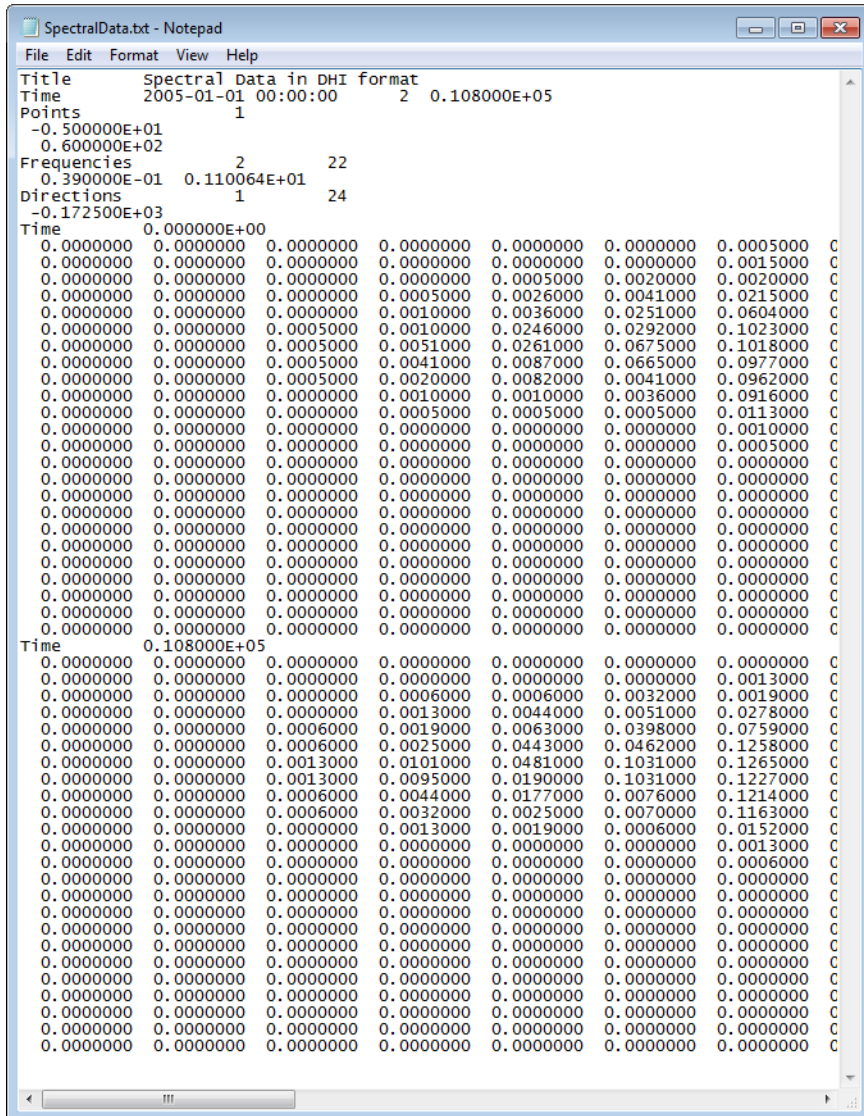 SpectralData.txt - Notepad
File Edit Format View Help
Title Spectral Data in DHI format
Time 2005-01-01 00:00:00 2 0.108000E+05
Points 1
-0.500000E+01
0.600000E+02
Frequencies 2 22
0.390000E-01 0.110064E+01
Directions 1 24
-0.172500E+03
Time 0.000000E+00
0.0000000 0.0000000 0.0000000 0.0000000 0.0000000 0.0000000 0.0005000
0.0000000 0.0000000 0.0000000 0.0000000 0.0000000 0.0000000 0.0015000
0.0000000 0.0000000 0.0000000 0.0000000 0.0005000 0.0020000 0.0020000
0.0000000 0.0000000 0.0000000 0.0005000 0.0026000 0.0041000 0.0215000
0.0000000 0.0000000 0.0000000 0.0010000 0.0036000 0.0251000 0.0604000
0.0000000 0.0000000 0.0005000 0.0010000 0.0246000 0.0292000 0.1023000
0.0000000 0.0000000 0.0005000 0.0051000 0.0261000 0.0675000 0.1018000
0.0000000 0.0000000 0.0005000 0.0041000 0.0087000 0.0665000 0.0977000
0.0000000 0.0000000 0.0005000 0.0020000 0.0082000 0.0041000 0.0962000
0.0000000 0.0000000 0.0000000 0.0010000 0.0010000 0.0036000 0.0916000
0.0000000 0.0000000 0.0000000 0.0005000 0.0005000 0.0005000 0.0113000
0.0000000 0.0000000 0.0000000 0.0000000 0.0000000 0.0000000 0.0010000
0.0000000 0.0000000 0.0000000 0.0000000 0.0000000 0.0000000 0.0005000
0.0000000 0.0000000 0.0000000 0.0000000 0.0000000 0.0000000 0.0000000
0.0000000 0.0000000 0.0000000 0.0000000 0.0000000 0.0000000 0.0000000
0.0000000 0.0000000 0.0000000 0.0000000 0.0000000 0.0000000 0.0000000
0.0000000 0.0000000 0.0000000 0.0000000 0.0000000 0.0000000 0.0000000
0.0000000 0.0000000 0.0000000 0.0000000 0.0000000 0.0000000 0.0000000
0.0000000 0.0000000 0.0000000 0.0000000 0.0000000 0.0000000 0.0000000
0.0000000 0.0000000 0.0000000 0.0000000 0.0000000 0.0000000 0.0000000
0.0000000 0.0000000 0.0000000 0.0000000 0.0000000 0.0000000 0.0000000
0.0000000 0.0000000 0.0000000 0.0000000 0.0000000 0.0000000 0.0000000
0.0000000 0.0000000 0.0000000 0.0000000 0.0000000 0.0000000 0.0000000
0.0000000 0.0000000 0.0000000 0.0000000 0.0000000 0.0000000 0.0000000
Time 0.108000E+05
0.0000000 0.0000000 0.0000000 0.0000000 0.0000000 0.0000000 0.0000000
0.0000000 0.0000000 0.0000000 0.0000000 0.0000000 0.0000000 0.0013000
0.0000000 0.0000000 0.0000000 0.0006000 0.0006000 0.0032000 0.0019000
0.0000000 0.0000000 0.0000000 0.0013000 0.0044000 0.0051000 0.0278000
0.0000000 0.0000000 0.0006000 0.0019000 0.0063000 0.0398000 0.0759000
0.0000000 0.0000000 0.0006000 0.0025000 0.0443000 0.0462000 0.1258000
0.0000000 0.0000000 0.0013000 0.0101000 0.0481000 0.1031000 0.1265000
0.0000000 0.0000000 0.0013000 0.0095000 0.0190000 0.1031000 0.1227000
0.0000000 0.0000000 0.0006000 0.0044000 0.0177000 0.0076000 0.1214000
0.0000000 0.0000000 0.0006000 0.0032000 0.0025000 0.0070000 0.1163000
0.0000000 0.0000000 0.0000000 0.0013000 0.0019000 0.0006000 0.0152000
0.0000000 0.0000000 0.0000000 0.0000000 0.0000000 0.0000000 0.0013000
0.0000000 0.0000000 0.0000000 0.0000000 0.0000000 0.0000000 0.0006000
0.0000000 0.0000000 0.0000000 0.0000000 0.0000000 0.0000000 0.0000000
0.0000000 0.0000000 0.0000000 0.0000000 0.0000000 0.0000000 0.0000000
0.0000000 0.0000000 0.0000000 0.0000000 0.0000000 0.0000000 0.0000000
0.0000000 0.0000000 0.0000000 0.0000000 0.0000000 0.0000000 0.0000000
0.0000000 0.0000000 0.0000000 0.0000000 0.0000000 0.0000000 0.0000000
0.0000000 0.0000000 0.0000000 0.0000000 0.0000000 0.0000000 0.0000000
0.0000000 0.0000000 0.0000000 0.0000000 0.0000000 0.0000000 0.0000000
0.0000000 0.0000000 0.0000000 0.0000000 0.0000000 0.0000000 0.0000000
0.0000000 0.0000000 0.0000000 0.0000000 0.0000000 0.0000000 0.0000000
0.0000000 0.0000000 0.0000000 0.0000000 0.0000000 0.0000000 0.0000000
0.0000000 0.0000000 0.0000000 0.0000000 0.0000000 0.0000000 0.0000000